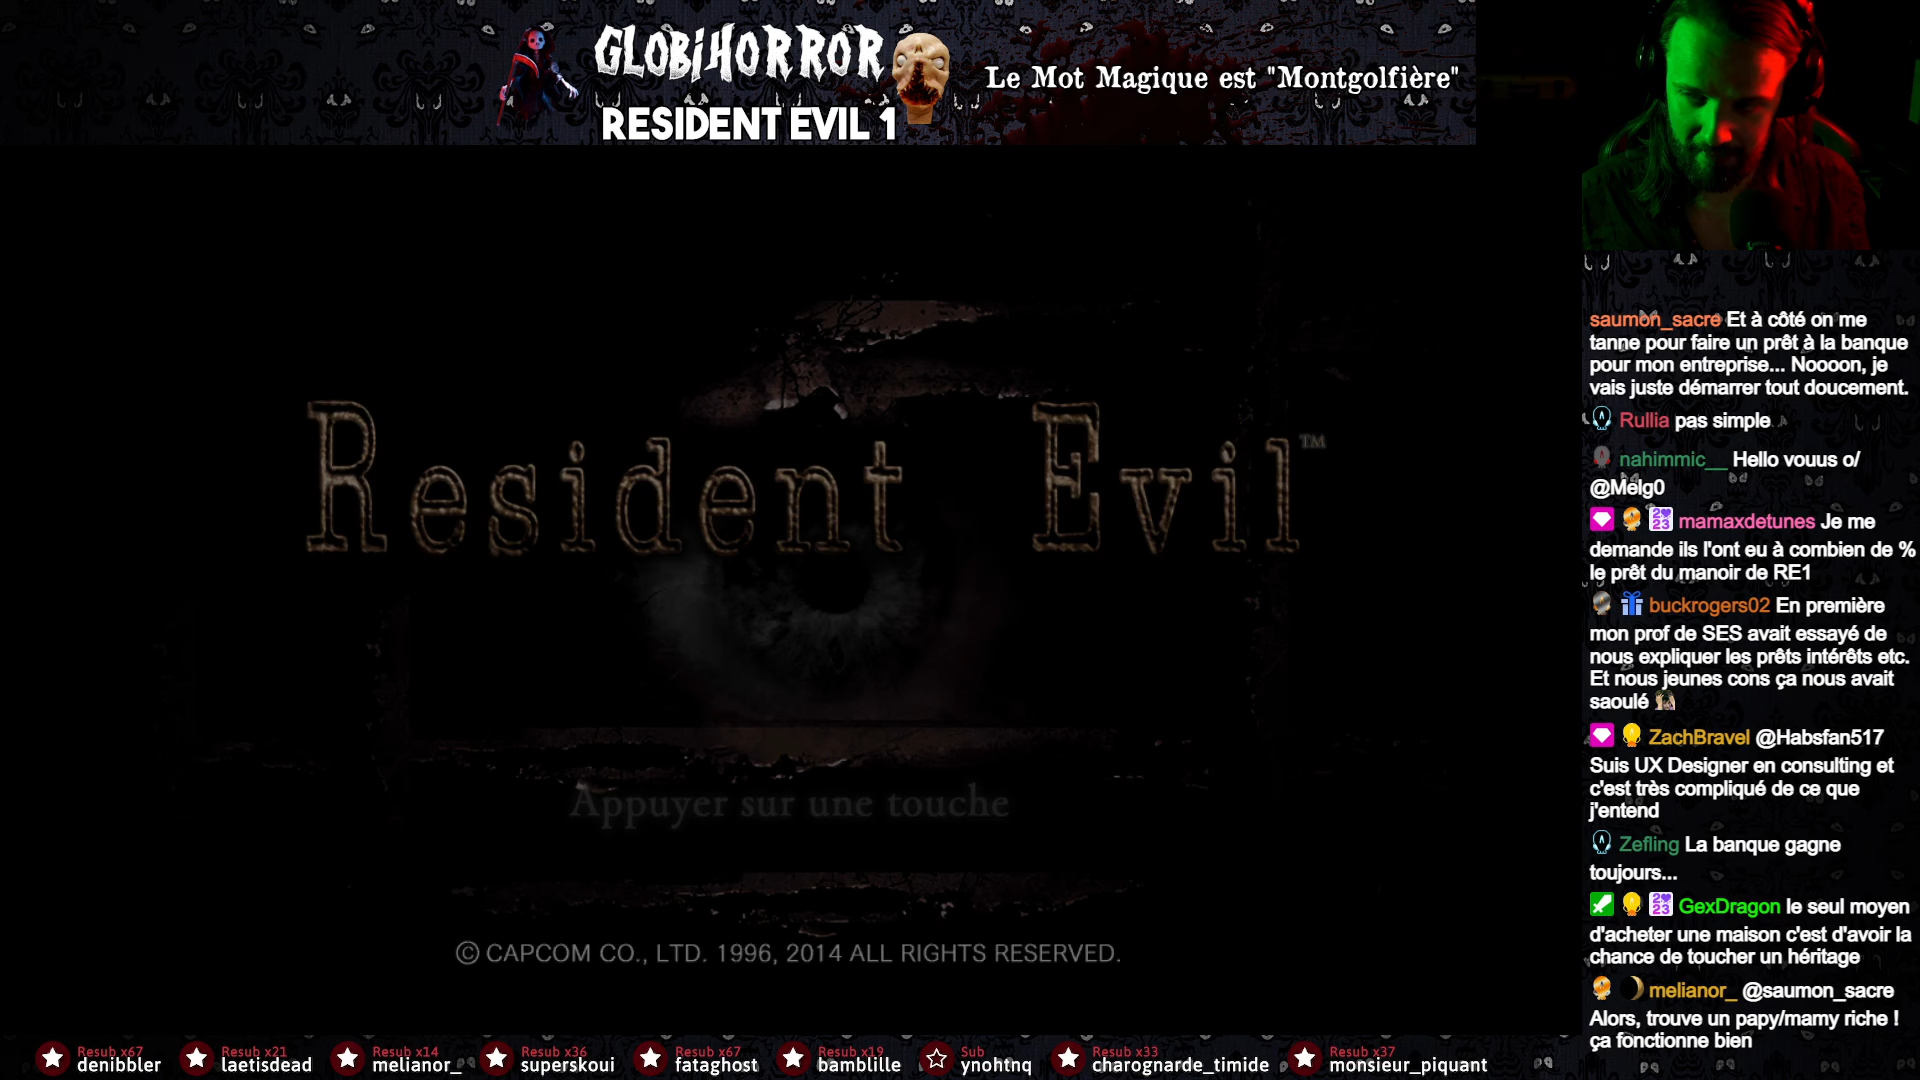 GLOBiHORROR
RESIDENT EVIL 1
Le Mot Magique est "Montgolfière"
Resident Evil™
Appuyer sur une touche
© CAPCOM CO., LTD. 1996, 2014 ALL RIGHTS RESERVED.
saumon_sacre Et à côté on me
tanne pour faire un prêt à la banque
pour mon entreprise... Noooon, je
vais juste démarrer tout doucement.
Rullia pas simple
nahimmic__ Hello vouus o/
@Melg0
mamaxdetunes Je me
demande ils l'ont eu à combien de %
le prêt du manoir de RE1
buckrogers02 En première
mon prof de SES avait essayé de
nous expliquer les prêts intérêts etc.
Et nous jeunes cons ça nous avait
saoulé
ZachBravel @Habsfan517
Suis UX Designer en consulting et
c'est très compliqué de ce que
j'entend
Zefling La banque gagne
toujours...
GexDragon le seul moyen
d'acheter une maison c'est d'avoir la
chance de toucher un héritage
melianor_ @saumon_sacre
Alors, trouve un papy/mamy riche !
ça fonctionne bien
Resub x67
denibbler
Resub x21
laetisdead
Resub x14
melianor_
Resub x36
superskoui
Resub x67
fataghost
Resub x19
bamblille
Sub
ynohtnq
Resub x33
charognarde_timide
Resub x37
monsieur_piquant